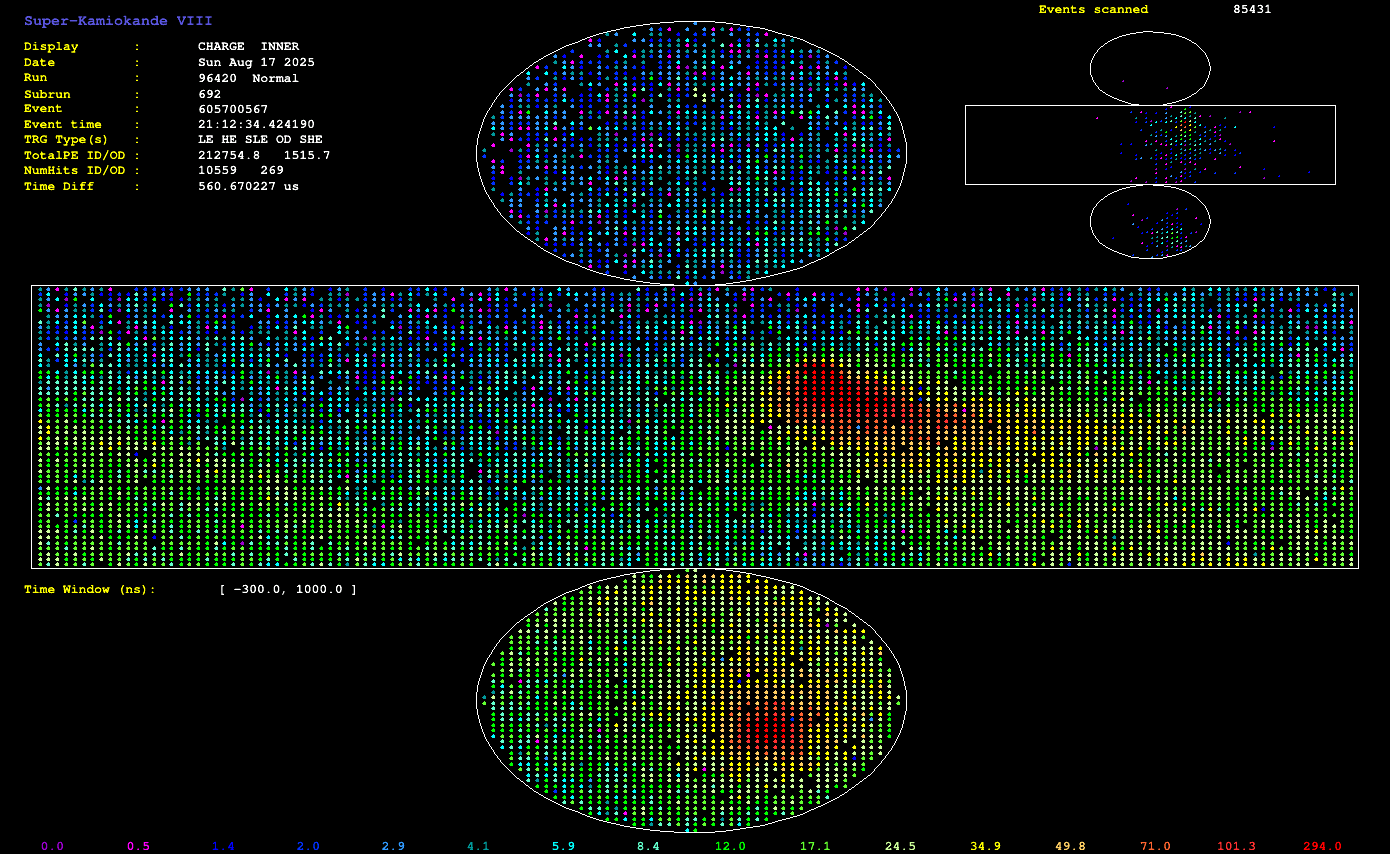 Super-Kamiokande VIII
Events scanned 85431
Display : CHARGE INNER
Date : Sun Aug 17 2025
Run : 96420 Normal
Subrun : 692
Event : 605700567
Event time : 21:12:34.424190
TRG Type(s) : LE HE SLE OD SHE
TotalPE ID/OD : 212754.8 1515.7
NumHits ID/OD : 10559 269
Time Diff : 560.670227 us
Time Window (ns): [ −300.0, 1000.0 ]
0.0 0.5 1.4 2.0 2.9 4.1 5.9 8.4 12.0 17.1 24.5 34.9 49.8 71.0 101.3 294.0